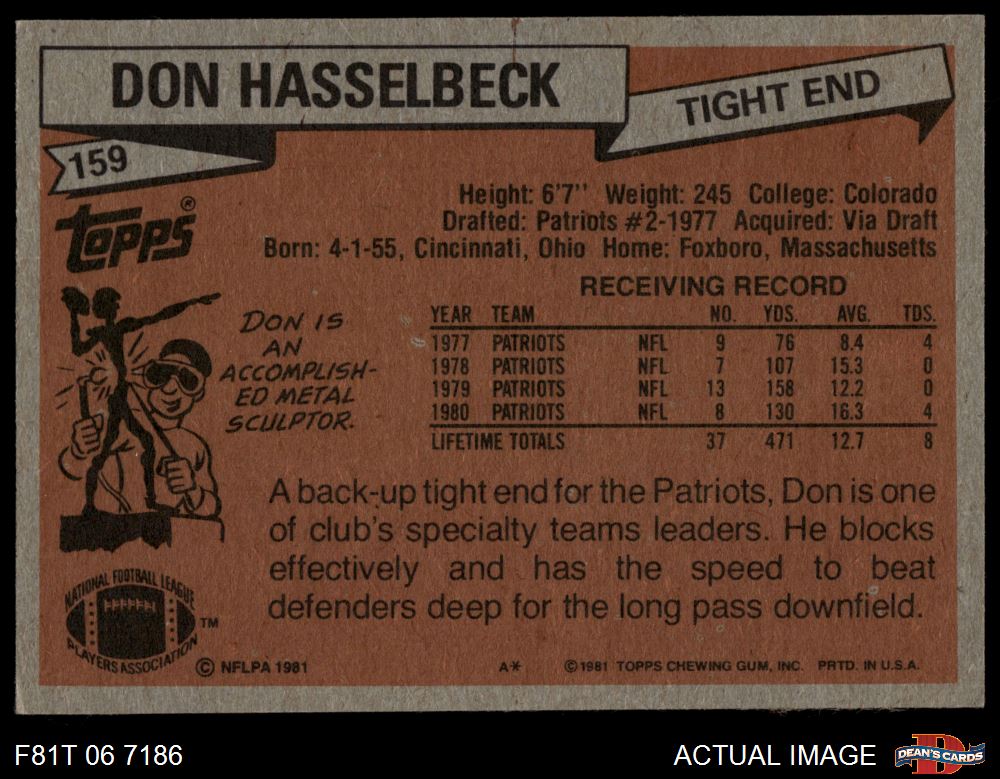 DON HASSELBECK
TIGHT END
159
Topps®
Height: 6'7'' Weight: 245 College: Colorado
Drafted: Patriots #2-1977 Acquired: Via Draft
Born: 4-1-55, Cincinnati, Ohio Home: Foxboro, Massachusetts
RECEIVING RECORD
YEAR TEAM NO. YDS. AVG. TDS.
1977 PATRIOTS NFL 9 76 8.4 4
1978 PATRIOTS NFL 7 107 15.3 0
1979 PATRIOTS NFL 13 158 12.2 0
1980 PATRIOTS NFL 8 130 16.3 4
LIFETIME TOTALS 37 471 12.7 8
DON IS
AN
ACCOMPLISH-
ED METAL
SCULPTOR.
A back-up tight end for the Patriots, Don is one
of club's specialty teams leaders. He blocks
effectively and has the speed to beat
defenders deep for the long pass downfield.
NATIONAL FOOTBALL LEAGUE
PLAYERS ASSOCIATION
TM
© NFLPA 1981
A* ©1981 TOPPS CHEWING GUM, INC. PRTD. IN U.S.A.
F81T 06 7186
ACTUAL IMAGE
D
DEAN'S CARDS